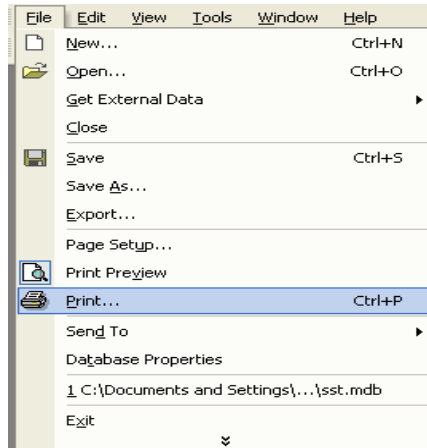 File Edit View Tools Window Help
New... Ctrl+N
Open... Ctrl+O
Get External Data
Close
Save Ctrl+S
Save As...
Export...
Page Setup...
Print Preview
Print... Ctrl+P
Send To
Database Properties
1 C:\Documents and Settings\...\sst.mdb
Exit